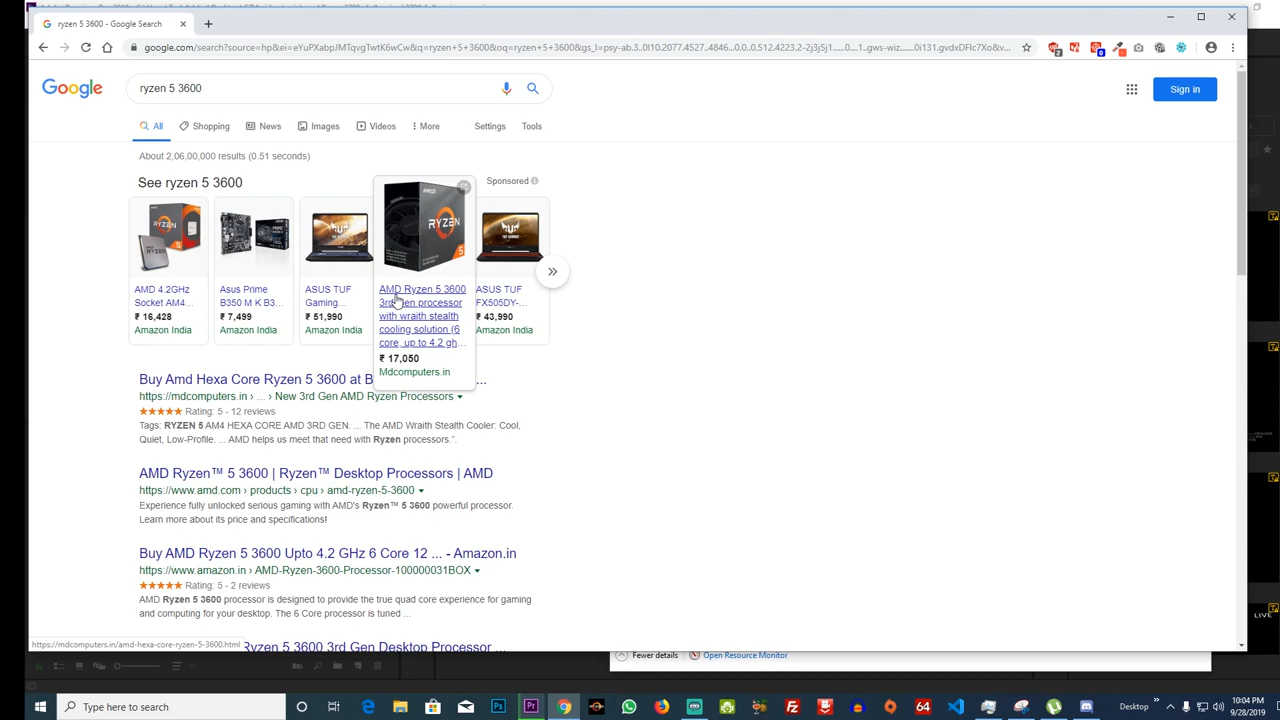 ryzen 5 3600 - Google Search
google.com/search?source=hp&ei=eYuPXabpJMTqvgTwtK6wCw&q=ryzen+5+3600&oq=ryzen+5+3600&gs_l=psy-ab.3..0l10.2077.4527..4846...0.0..0.512.4223.2-2j3j5j1......0....1..gws-wiz.......0i131.gvdxDFlc7Xo&v...
Google
ryzen 5 3600
Sign in
All Shopping News Images Videos More Settings Tools
About 2,06,00,000 results (0.51 seconds)
See ryzen 5 3600
Sponsored
AMD
RYZEN
5
AMD 4.2GHz
Socket AM4...
₹ 16,428
Amazon India
Asus Prime
B350 M K B3...
₹ 7,499
Amazon India
ASUS TUF
Gaming...
₹ 51,990
Amazon India
AMD Ryzen 5 3600
3rd gen processor
with wraith stealth
cooling solution (6
core, up to 4.2 gh...
₹ 17,050
Mdcomputers.in
ASUS TUF
FX505DY-...
₹ 43,990
Amazon India
Buy Amd Hexa Core Ryzen 5 3600 at B ...
https://mdcomputers.in › ... › New 3rd Gen AMD Ryzen Processors
Rating: 5 - 12 reviews
Tags: RYZEN 5 AM4 HEXA CORE AMD 3RD GEN. ... The AMD Wraith Stealth Cooler: Cool,
Quiet, Low-Profile. ... AMD helps us meet that need with Ryzen processors.".
AMD Ryzen™ 5 3600 | Ryzen™ Desktop Processors | AMD
https://www.amd.com › products › cpu › amd-ryzen-5-3600
Experience fully unlocked serious gaming with AMD's Ryzen™ 5 3600 powerful processor.
Learn more about its price and specifications!
Buy AMD Ryzen 5 3600 Upto 4.2 GHz 6 Core 12 ... - Amazon.in
https://www.amazon.in › AMD-Ryzen-3600-Processor-100000031BOX
Rating: 5 - 2 reviews
AMD Ryzen 5 3600 processor is designed to provide the true quad core experience for gaming
and computing for your desktop. The 6 Core processor is tuned ...
Ryzen 5 3600 3rd Gen Desktop Processor ...
https://mdcomputers.in/amd-hexa-core-ryzen-5-3600.html
LIVE
Fewer details Open Resource Monitor
Type here to search
Ps
Pr
64
Desktop
10:04 PM
9/28/2019